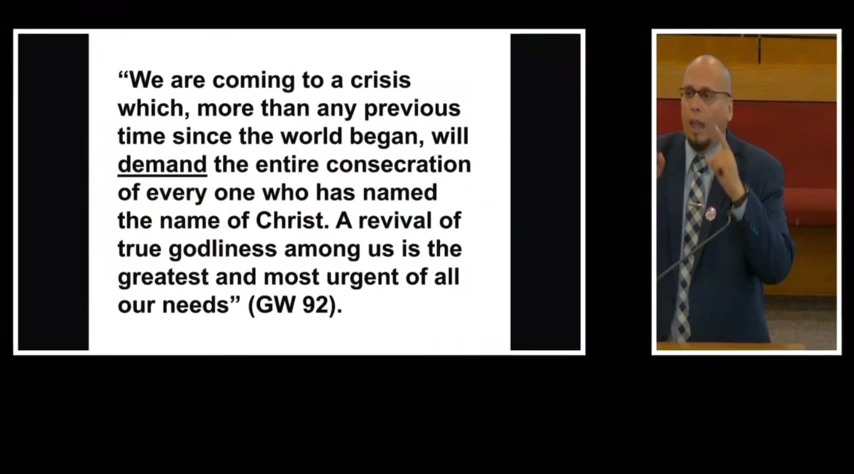 “We are coming to a crisis
which, more than any previous
time since the world began, will
demand the entire consecration
of every one who has named
the name of Christ. A revival of
true godliness among us is the
greatest and most urgent of all
our needs” (GW 92).